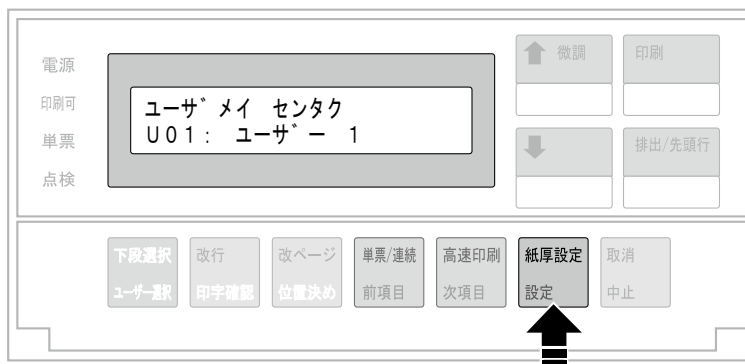 電源
印刷可
単票
点検
ユーザﾞメイ センタク
U01: ユーザﾞー 1
微調
印刷
排出/先頭行
下段選択
ユーザー選択
改行
印字確認
改ページ
位置決め
単票/連続
前項目
高速印刷
次項目
紙厚設定
設定
取消
中止